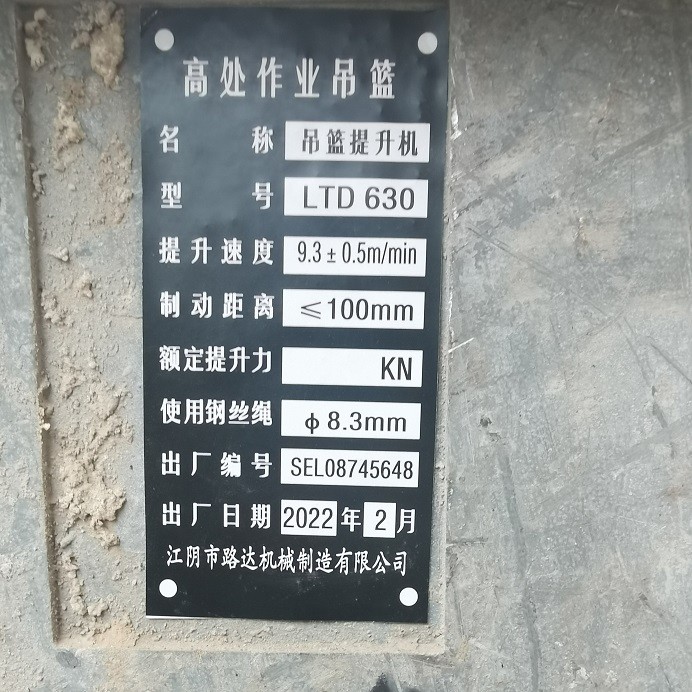 高处作业吊篮
名称 吊篮提升机
型号 LTD 630
提升速度 9.3±0.5m/min
制动距离 ≤100mm
额定提升力 KN
使用钢丝绳 ф8.3mm
出厂编号 SEL08745648
出厂日期 2022年2月
江阴市路达机械制造有限公司